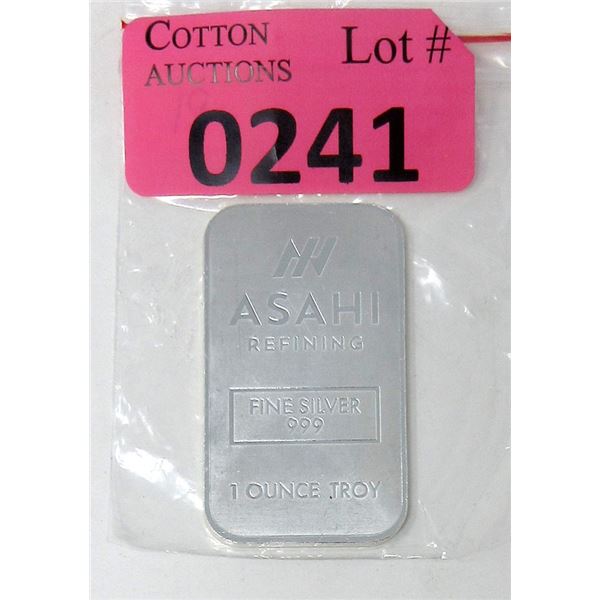 COTTON Lot #
AUCTIONS
0241
ASAHI
REFINING
FINE SILVER
999
1 OUNCE TROY